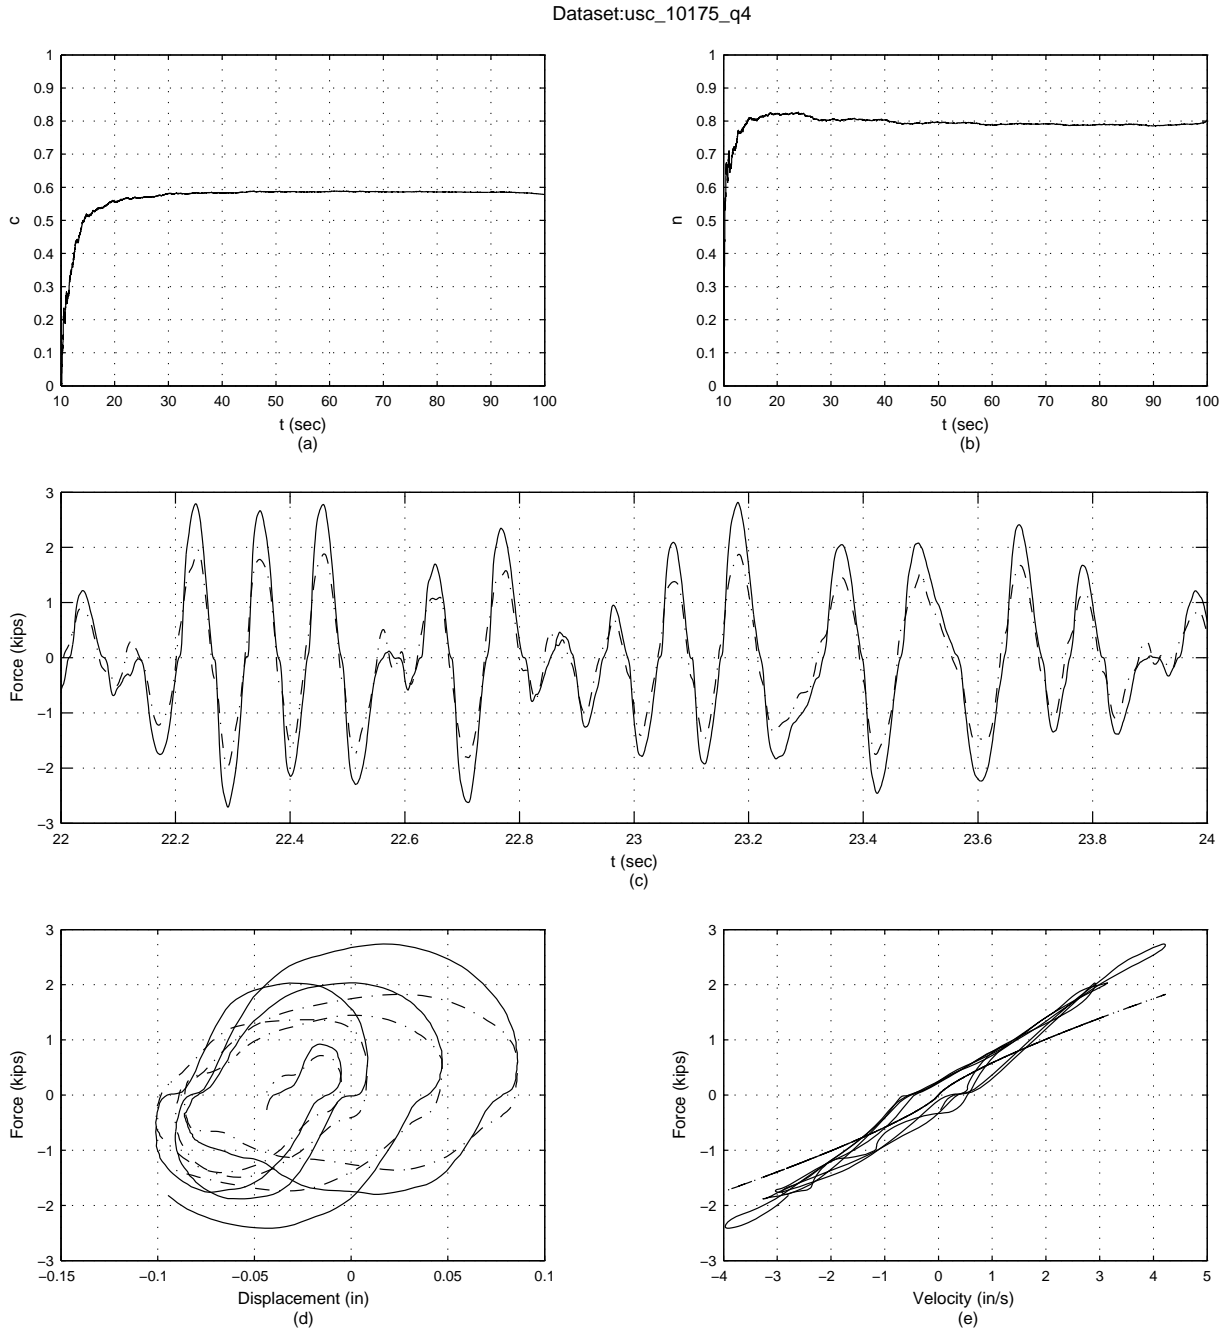 Dataset:usc_10175_q4
1
0.9
0.8
0.7
0.6
0.5
0.4
0.3
0.2
0.1
0
c
10 20 30 40 50 60 70 80 90 100
t (sec)
(a)
1
0.9
0.8
0.7
0.6
0.5
0.4
0.3
0.2
0.1
0
n
10 20 30 40 50 60 70 80 90 100
t (sec)
(b)
3
2
1
0
−1
−2
−3
Force (kips)
22 22.2 22.4 22.6 22.8 23 23.2 23.4 23.6 23.8 24
t (sec)
(c)
3
2
1
0
−1
−2
−3
Force (kips)
−0.15 −0.1 −0.05 0 0.05 0.1
Displacement (in)
(d)
3
2
1
0
−1
−2
−3
Force (kips)
−4 −3 −2 −1 0 1 2 3 4 5
Velocity (in/s)
(e)